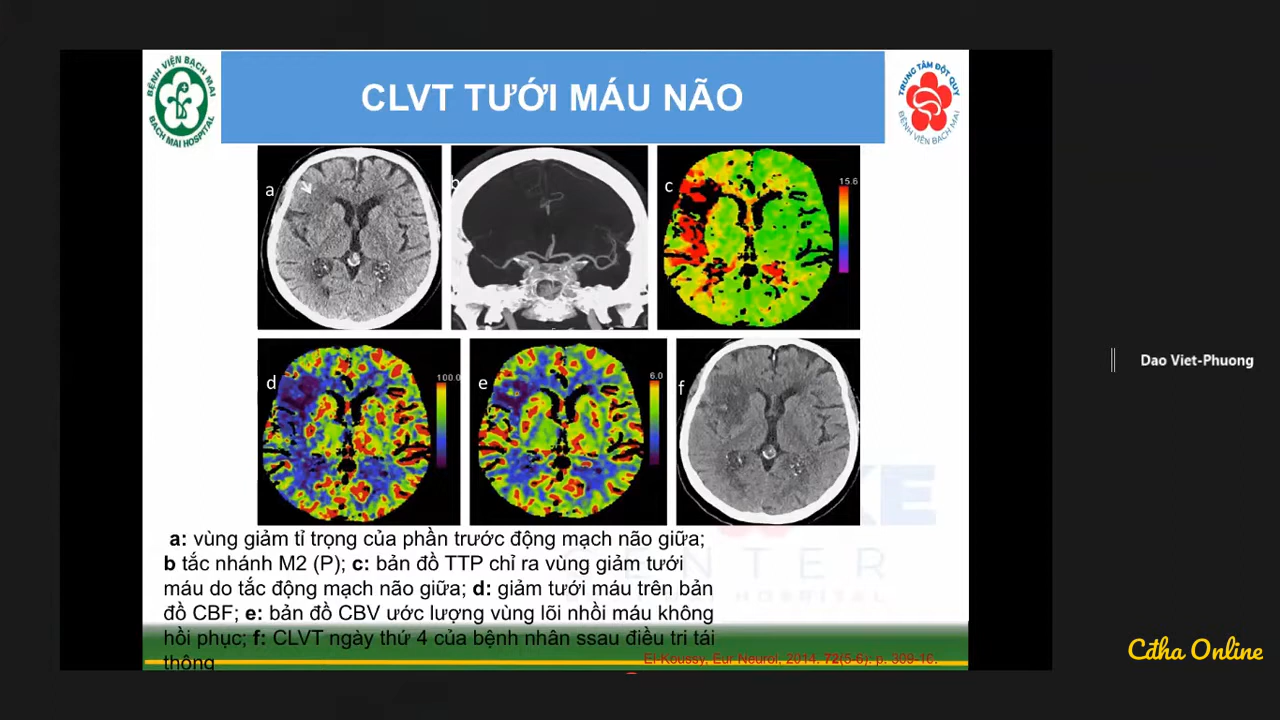 BỆNH VIỆN BẠCH MAI
BACH MAI HOSPITAL
CLVT TƯỚI MÁU NÃO
TRUNG TÂM ĐỘT QUỴ
BỆNH VIỆN BẠCH MAI
a
b
c
15.6
d
100.0
e
6.0
f
Dao Viet-Phuong
a: vùng giảm tỉ trọng của phần trước động mạch não giữa;
b tắc nhánh M2 (P); c: bản đồ TTP chỉ ra vùng giảm tưới
máu do tắc động mạch não giữa; d: giảm tưới máu trên bản
đồ CBF; e: bản đồ CBV ước lượng vùng lõi nhồi máu không
hồi phục; f: CLVT ngày thứ 4 của bệnh nhân ssau điều trị tái
thông
El-Koussy, Eur Neurol, 2014. 72(5-6): p. 309-16.
Cđha Online